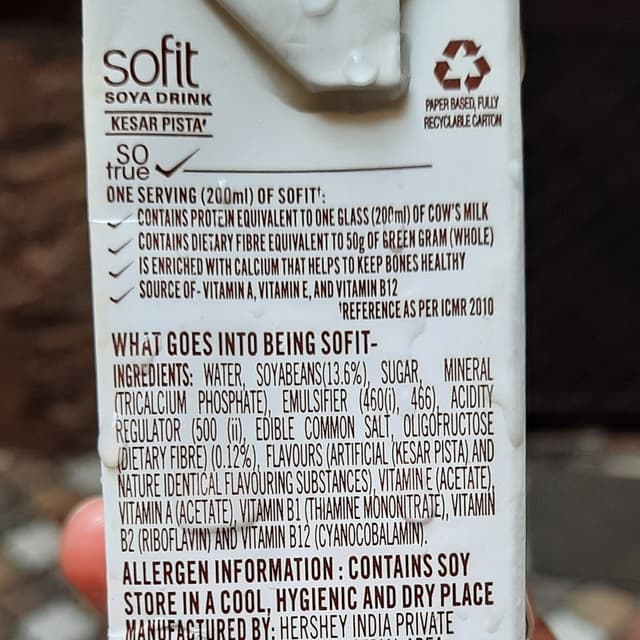 sofit
SOYA DRINK
KESAR PISTA'
PAPER BASED, FULLY
RECYCLABLE CARTON
SO
true
ONE SERVING (200ml) OF SOFIT†:
CONTAINS PROTEIN EQUIVALENT TO ONE GLASS (200ml) OF COW'S MILK
CONTAINS DIETARY FIBRE EQUIVALENT TO 50g OF GREEN GRAM (WHOLE)
IS ENRICHED WITH CALCIUM THAT HELPS TO KEEP BONES HEALTHY
SOURCE OF- VITAMIN A, VITAMIN E, AND VITAMIN B12
†REFERENCE AS PER ICMR 2010
WHAT GOES INTO BEING SOFIT-
INGREDIENTS: WATER, SOYABEANS(13.6%), SUGAR, MINERAL
(TRICALCIUM PHOSPHATE), EMULSIFIER (460(i), 466), ACIDITY
REGULATOR (500 (ii), EDIBLE COMMON SALT, OLIGOFRUCTOSE
(DIETARY FIBRE) (0.12%), FLAVOURS (ARTIFICIAL (KESAR PISTA) AND
NATURE IDENTICAL FLAVOURING SUBSTANCES), VITAMIN E (ACETATE),
VITAMIN A (ACETATE), VITAMIN B1 (THIAMINE MONONITRATE), VITAMIN
B2 (RIBOFLAVIN) AND VITAMIN B12 (CYANOCOBALAMIN).
ALLERGEN INFORMATION : CONTAINS SOY
STORE IN A COOL, HYGIENIC AND DRY PLACE
MANUFACTURED BY: HERSHEY INDIA PRIVATE